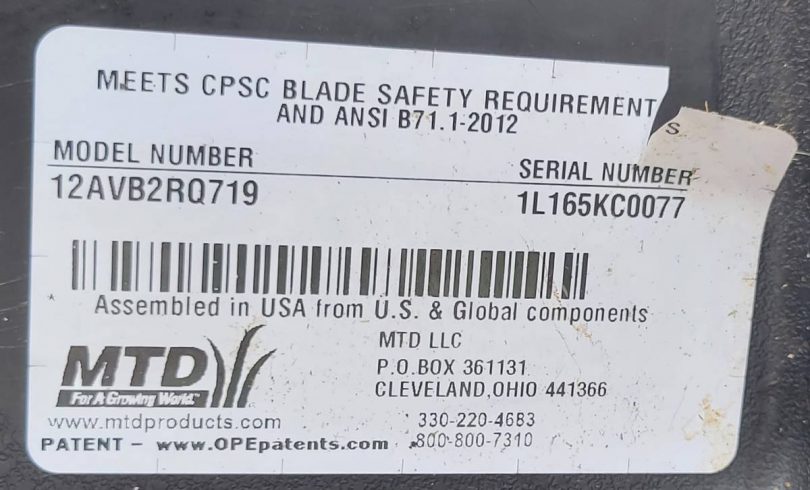 MEETS CPSC BLADE SAFETY REQUIREMENTS.
AND ANSI B71.1-2012
MODEL NUMBER
SERIAL NUMBER
12AVB2RQ719
1L165KC0077
Assembled in USA from U.S. & Global components
MTD
For A Growing World.™
MTD LLC
P.O.BOX 361131
CLEVELAND,OHIO 441366
www.mtdproducts.com
330-220-4683
PATENT - www.OPEpatents.com
800-800-7310